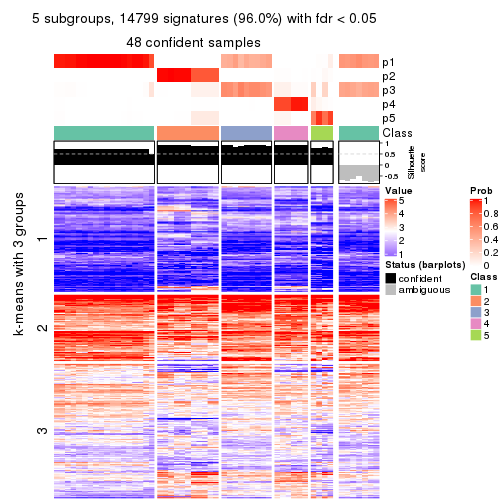 5 subgroups, 14799 signatures (96.0%) with fdr < 0.05
48 confident samples
p1
p2
p3
p4
p5
Class
1
0.5
0
-0.5
Silhouette
score
k-means with 3 groups
1
2
3
Value
5
4
3
2
1
Status (barplots)
confident
ambiguous
Prob
1
0.8
0.6
0.4
0.2
0
Class
1
2
3
4
5